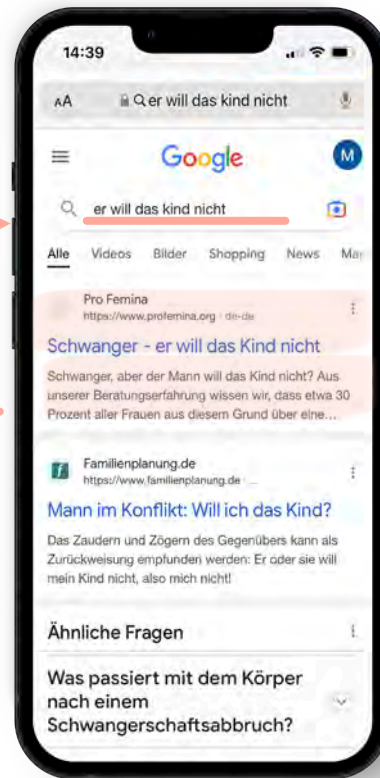 14:39
AA er will das kind nicht
Google
M
er will das kind nicht
Alle Videos Bilder Shopping News Ma
Pro Femina
https://www.profemina.org › de-de
Schwanger - er will das Kind nicht
Schwanger, aber der Mann will das Kind nicht? Aus
unserer Beratungserfahrung wissen wir, dass etwa 30
Prozent aller Frauen aus diesem Grund über eine…
f
Familienplanung.de
https://www.familienplanung.de › ...
Mann im Konflikt: Will ich das Kind?
Das Zaudern und Zögern des Gegenübers kann als
Zurückweisung empfunden werden: Er oder sie will
mein Kind nicht, also mich nicht!
Ähnliche Fragen
Was passiert mit dem Körper
nach einem
Schwangerschaftsabbruch?